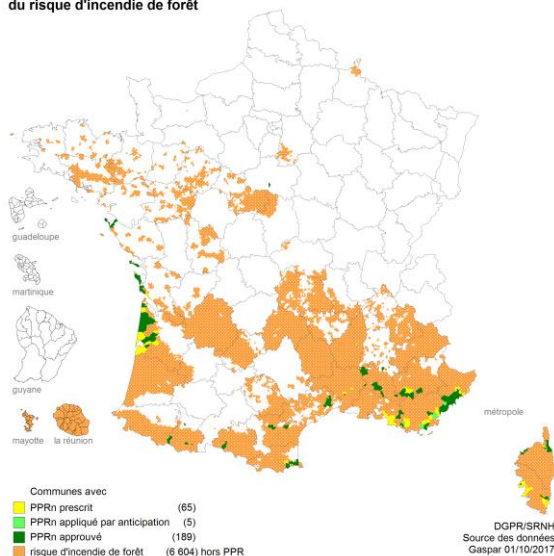 du risque d'incendie de forêt
guadeloupe
martinique
guyane
mayotte
la réunion
métropole
Communes avec
PPRn prescrit (65)
PPRn appliqué par anticipation (5)
PPRn approuvé (189)
risque d'incendie de forêt (6 604) hors PPR
DGPR/SRNH
Source des données
Gaspar 01/10/2017